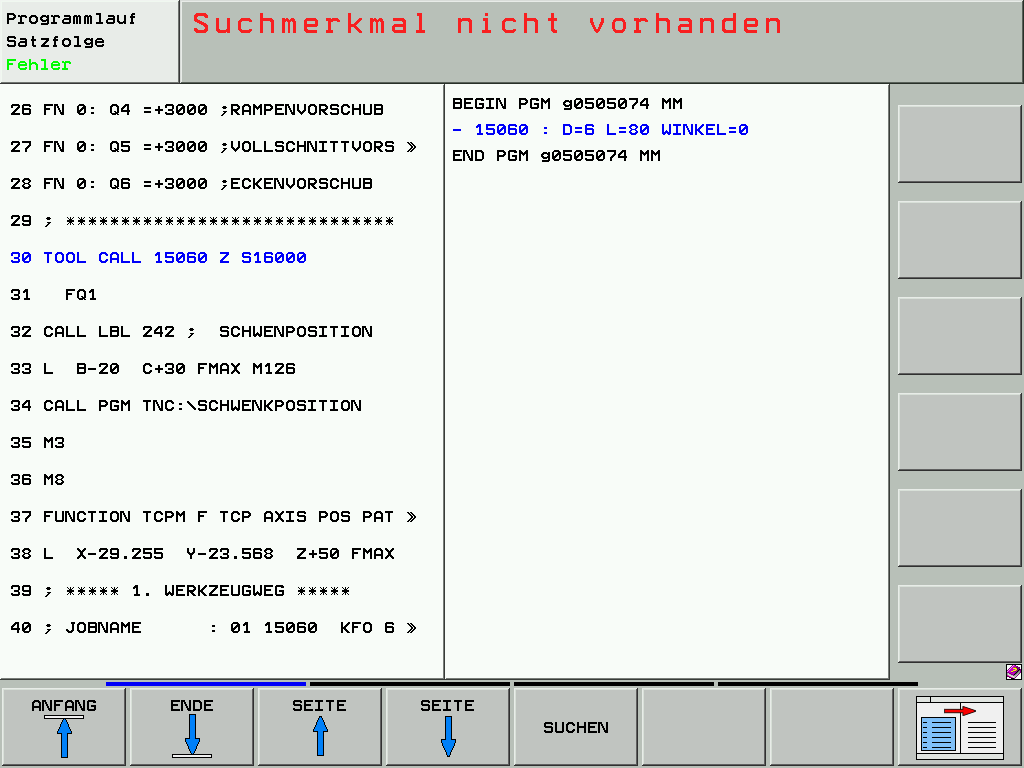 Programmlauf
Satzfolge
Fehler
Suchmerkmal nicht vorhanden
26 FN 0: Q4 =+3000 ;RAMPENVORSCHUB
27 FN 0: Q5 =+3000 ;VOLLSCHNITTVORS »
28 FN 0: Q6 =+3000 ;ECKENVORSCHUB
29 ; ******************************
30 TOOL CALL 15060 Z S16000
31   FQ1
32 CALL LBL 242 ;  SCHWENPOSITION
33 L  B-20  C+30 FMAX M126
34 CALL PGM TNC:\SCHWENKPOSITION
35 M3
36 M8
37 FUNCTION TCPM F TCP AXIS POS PAT »
38 L  X-29.255  Y-23.568  Z+50 FMAX
39 ; ***** 1. WERKZEUGWEG *****
40 ; JOBNAME      : 01 15060  KFO 6 »
BEGIN PGM g0505074 MM
- 15060 : D=6 L=80 WINKEL=0
END PGM g0505074 MM
ANFANG
ENDE
SEITE
SEITE
SUCHEN